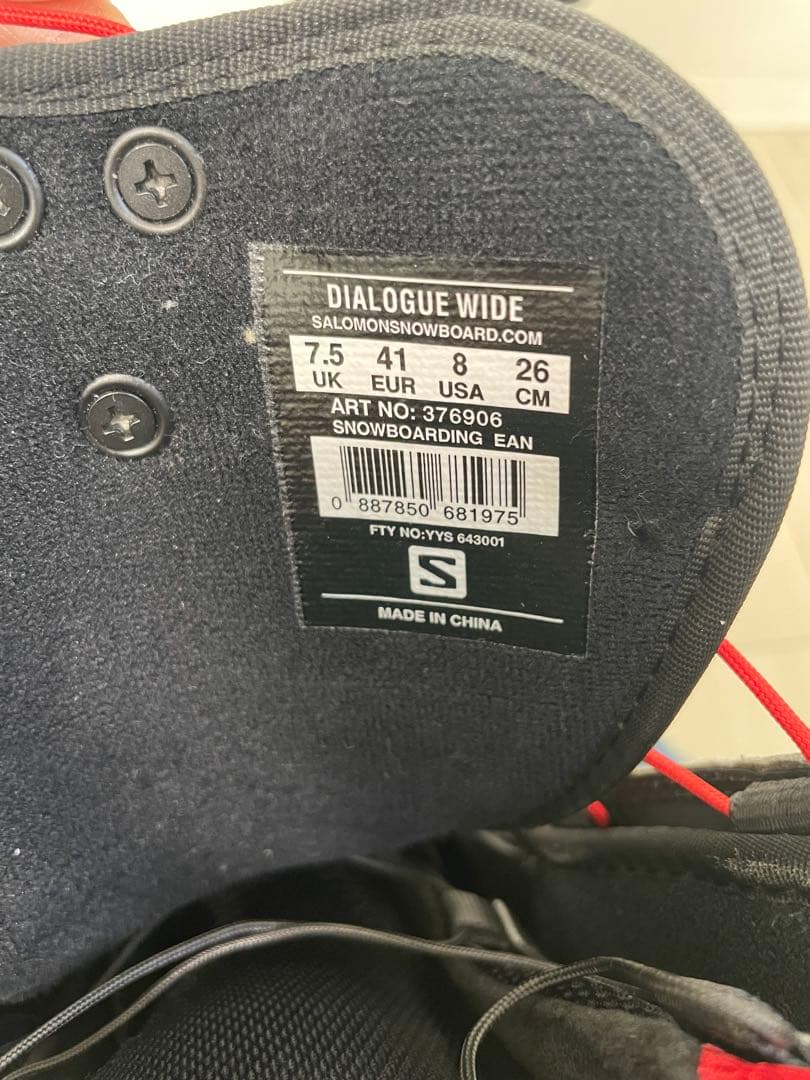 DIALOGUE WIDE
SALOMONSNOWBOARD.COM
7.5 41 8 26
UK EUR USA CM
ART NO: 376906
SNOWBOARDING EAN
0 887850 681975
FTY NO:YYS 643001
S
MADE IN CHINA